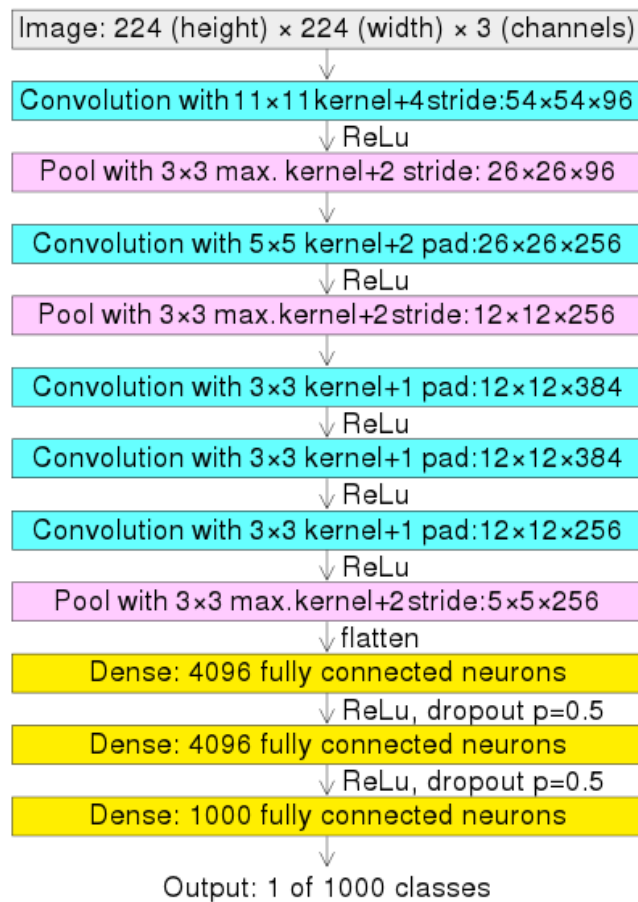 Image: 224 (height) × 224 (width) × 3 (channels)
Convolution with 11×11 kernel+4 stride:54×54×96
ReLu
Pool with 3×3 max. kernel+2 stride: 26×26×96
Convolution with 5×5 kernel+2 pad:26×26×256
ReLu
Pool with 3×3 max.kernel+2stride:12×12×256
Convolution with 3×3 kernel+1 pad:12×12×384
ReLu
Convolution with 3×3 kernel+1 pad:12×12×384
ReLu
Convolution with 3×3 kernel+1 pad:12×12×256
ReLu
Pool with 3×3 max.kernel+2stride:5×5×256
flatten
Dense: 4096 fully connected neurons
ReLu, dropout p=0.5
Dense: 4096 fully connected neurons
ReLu, dropout p=0.5
Dense: 1000 fully connected neurons
Output: 1 of 1000 classes